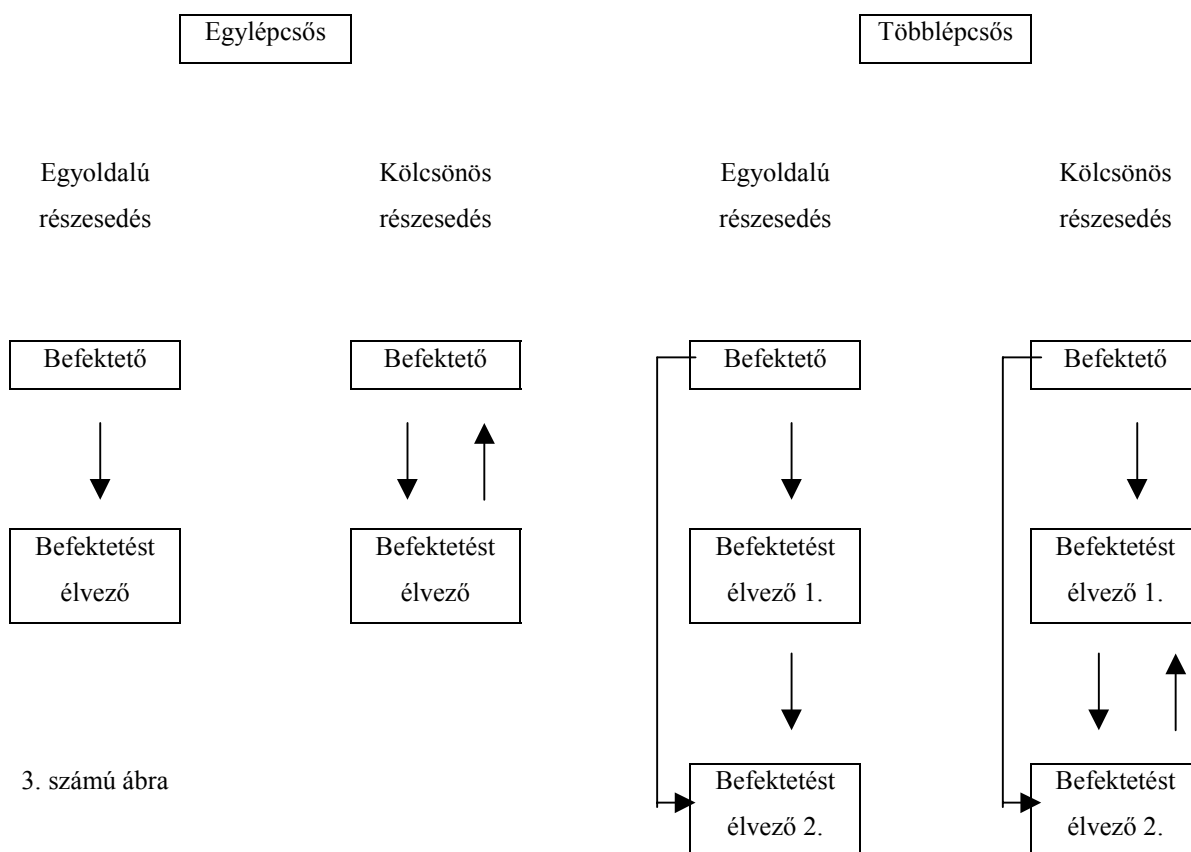 Egylépcsős
Többlépcsős
Egyoldalú
részesedés
Kölcsönös
részesedés
Egyoldalú
részesedés
Kölcsönös
részesedés
Befektető
Befektető
Befektető
Befektető
Befektetést
élvező
Befektetést
élvező
Befektetést
élvező 1.
Befektetést
élvező 1.
3. számú ábra
Befektetést
élvező 2.
Befektetést
élvező 2.